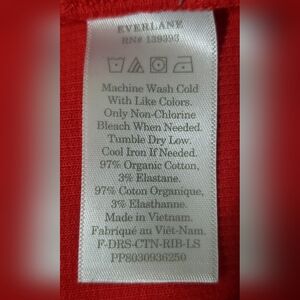 EVERLANE
RN# 139393
Machine Wash Cold
With Like Colors.
Only Non-Chlorine
Bleach When Needed.
Tumble Dry Low.
Cool Iron If Needed.
97% Organic Cotton,
3% Elastane.
97% Coton Organique,
3% Elasthanne.
Made in Vietnam.
Fabriqué au Viêt-Nam.
F-DRS-CTN-RIB-LS
PP8030936250